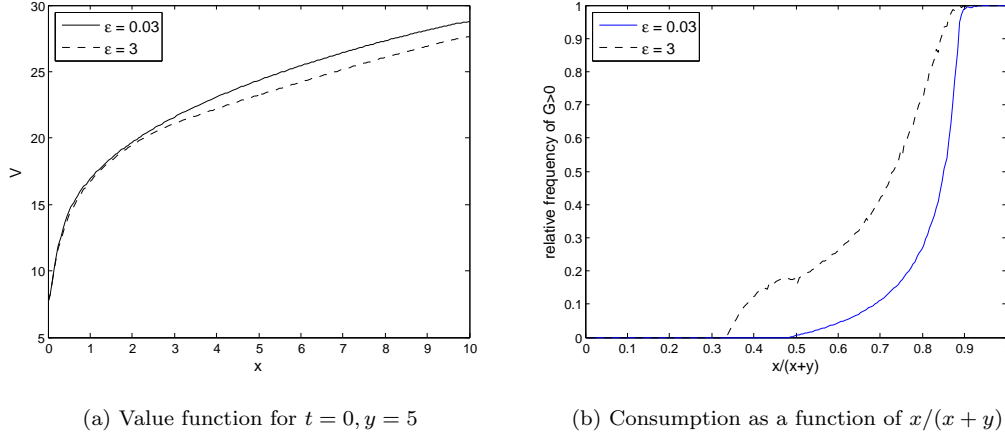 30
25
20
15
10
5
V
0 1 2 3 4 5 6 7 8 9 10
x
ε = 0.03
ε = 3
(a) Value function for t = 0, y = 5
1
0.9
0.8
0.7
0.6
0.5
0.4
0.3
0.2
0.1
0
relative frequency of G>0
0 0.1 0.2 0.3 0.4 0.5 0.6 0.7 0.8 0.9
x/(x+y)
ε = 0.03
ε = 3
(b) Consumption as a function of x/(x + y)